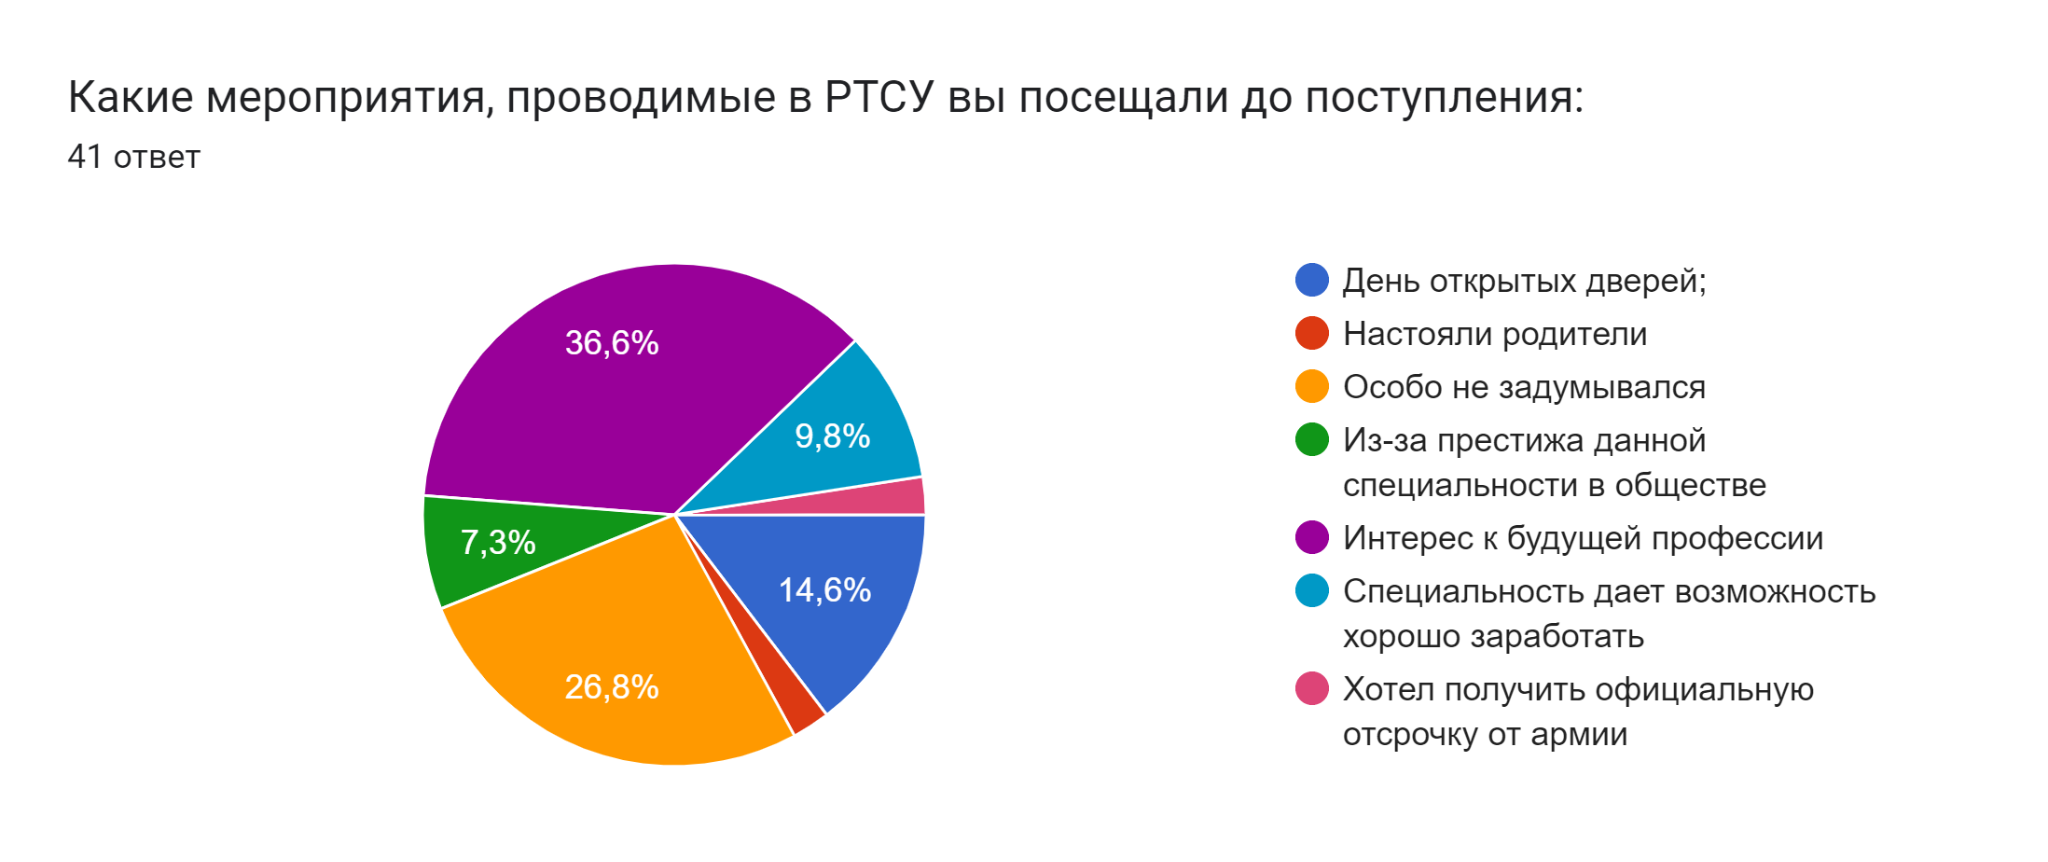 Какие мероприятия, проводимые в РТСУ вы посещали до поступления:
41 ответ
36,6%
9,8%
7,3%
14,6%
26,8%
День открытых дверей;
Настояли родители
Особо не задумывался
Из-за престижа данной
специальности в обществе
Интерес к будущей профессии
Специальность дает возможность
хорошо заработать
Хотел получить официальную
отсрочку от армии